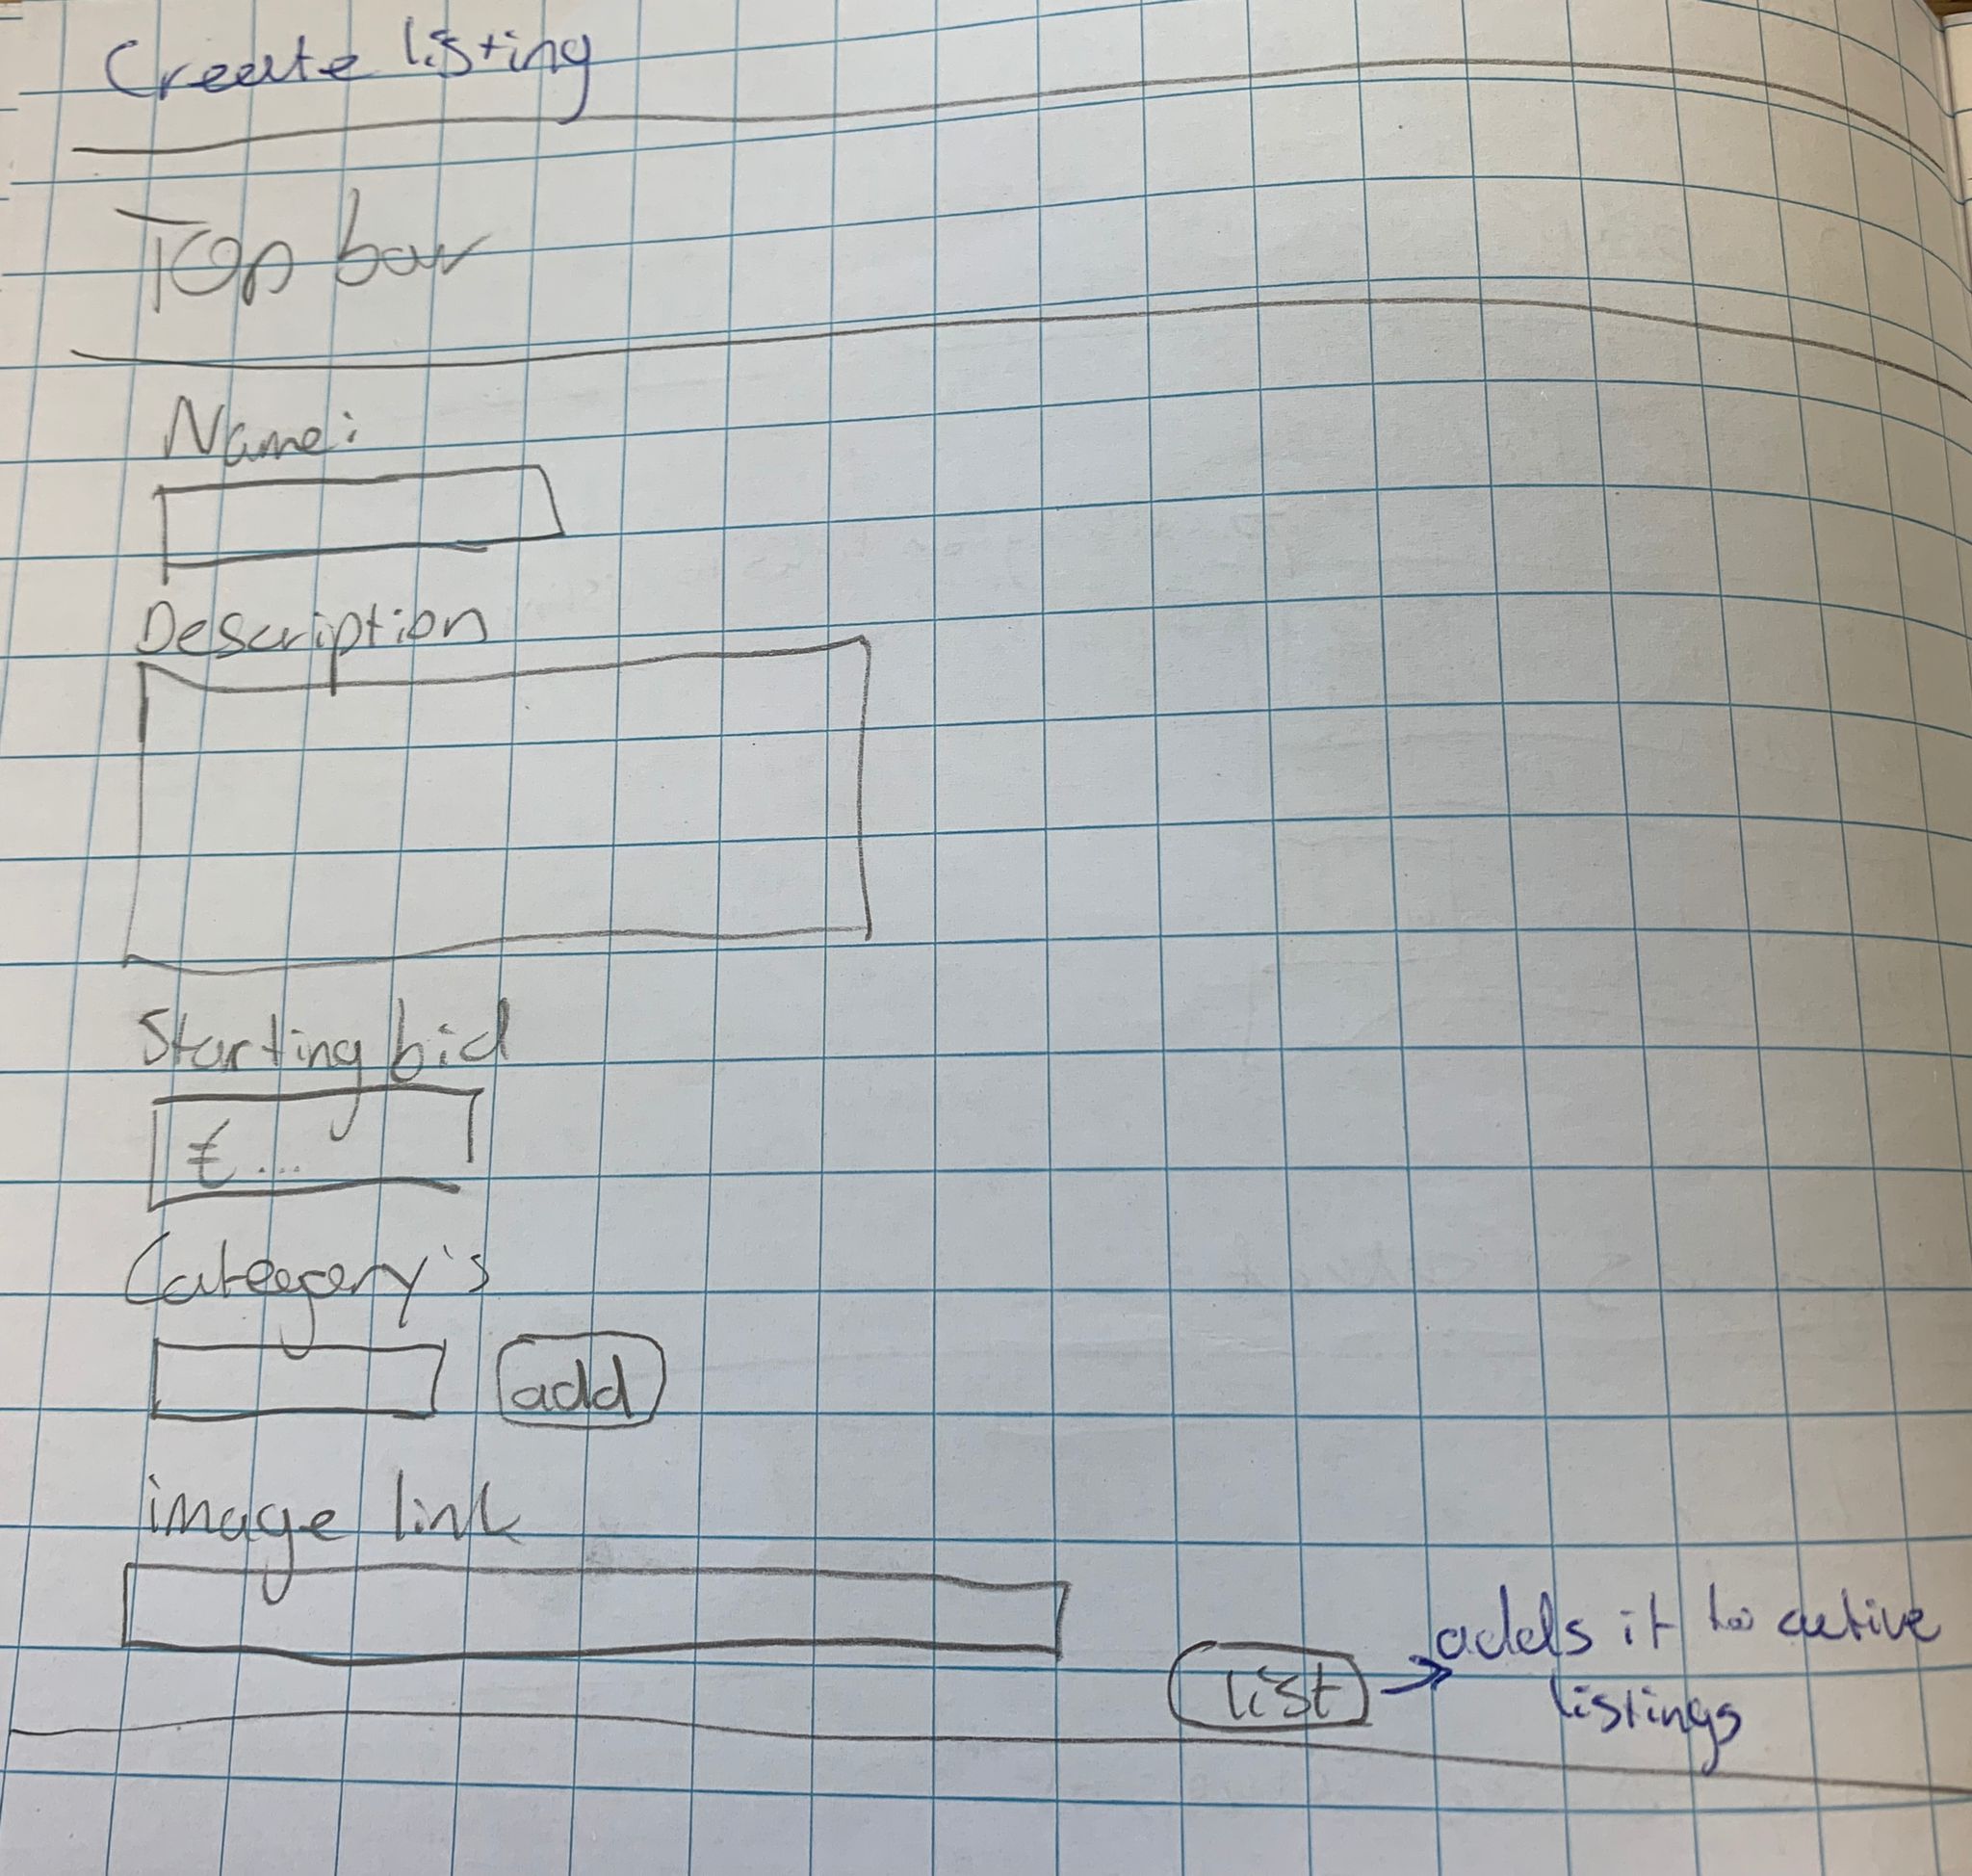 Create listing
Top bar
Name:
Description
Starting bid
€...
Category's
add
image link
adds it to active
list → listings